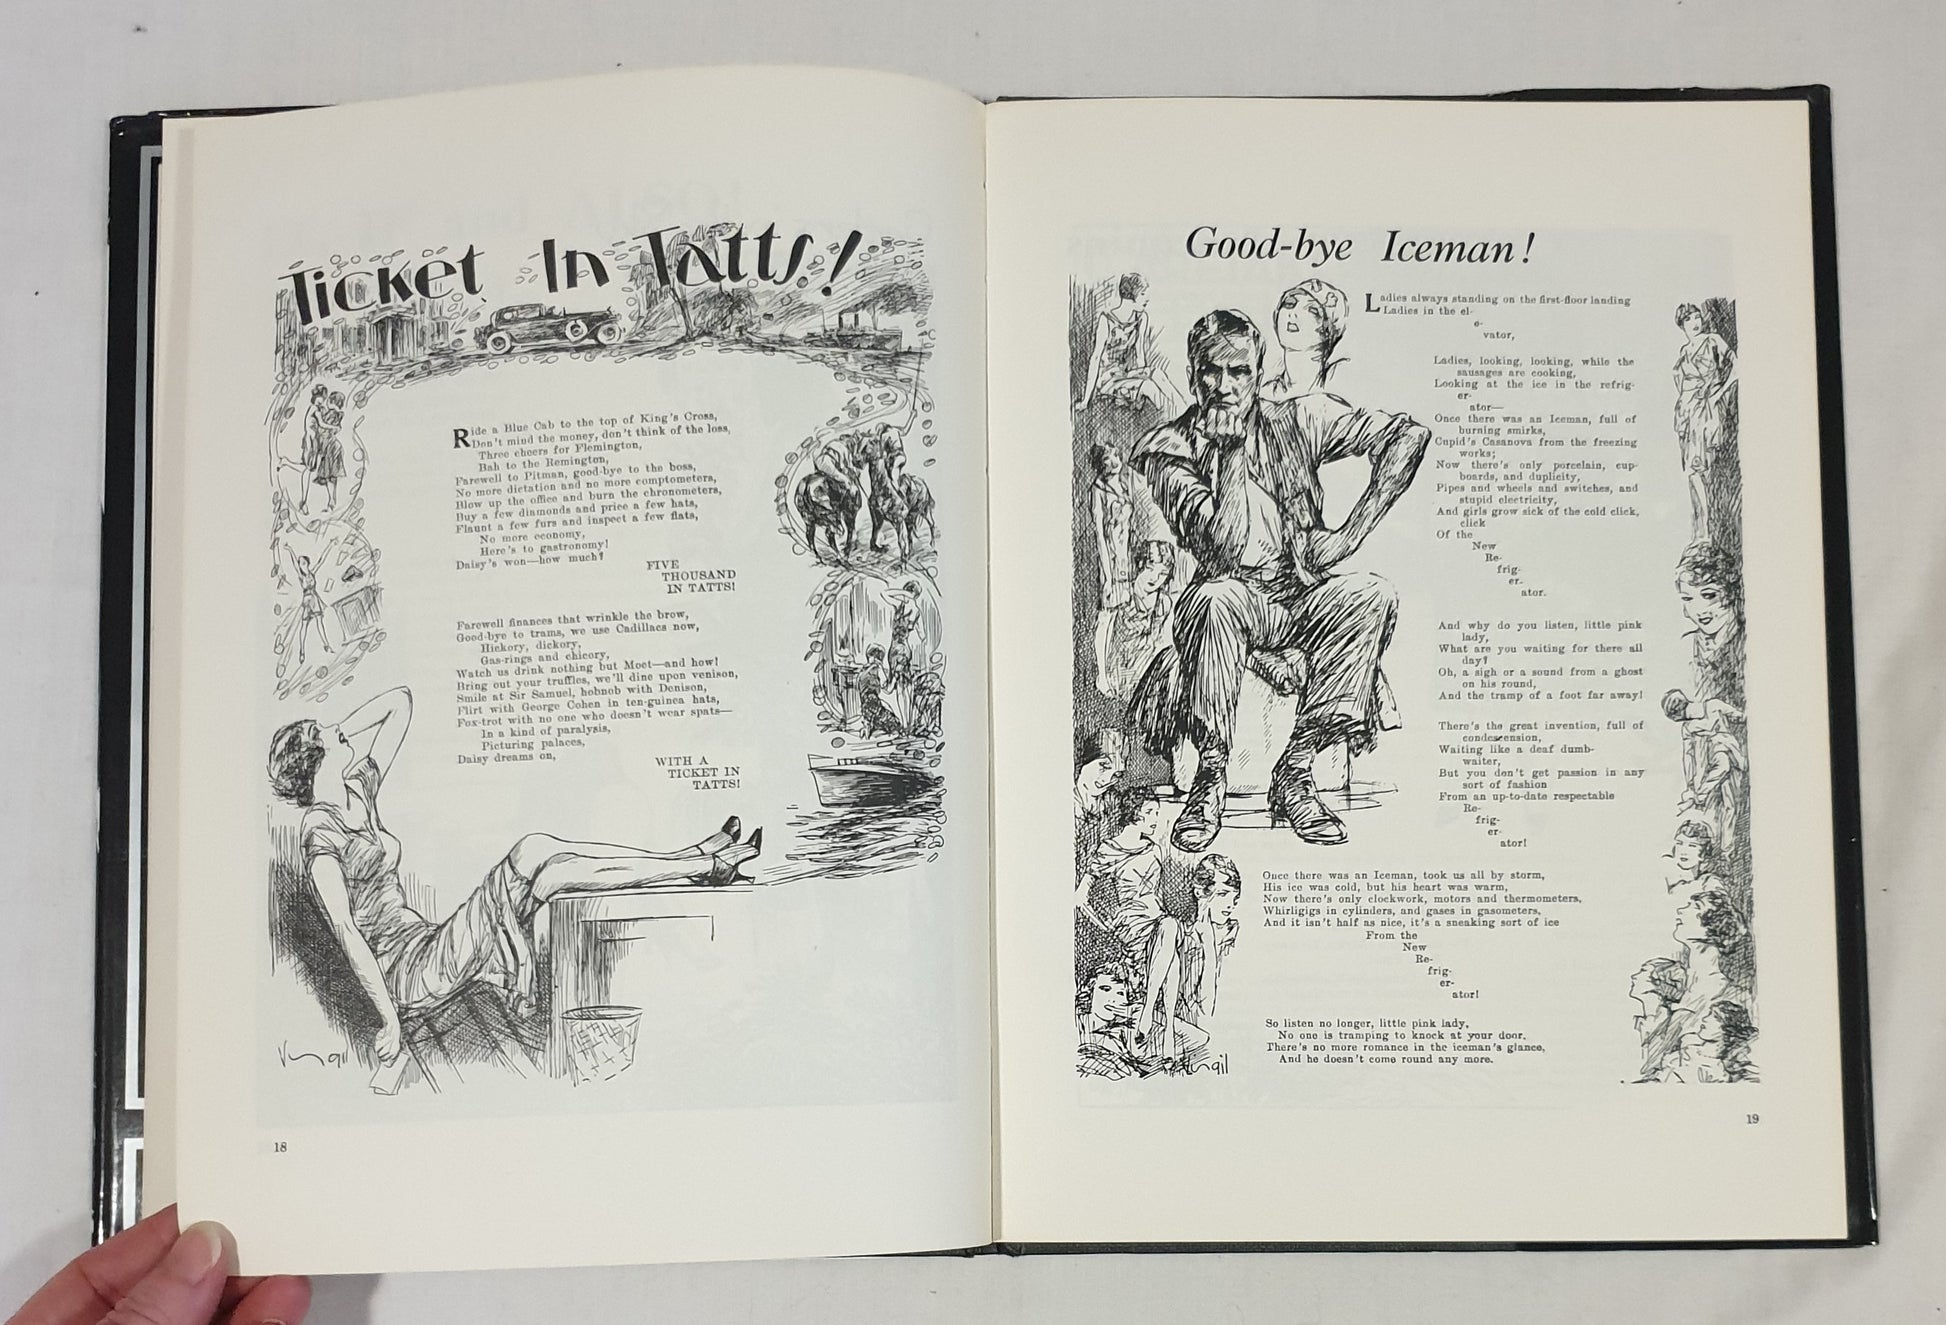 Ticket In Tatts!
Ride a Blue Cab to the top of King's Cross,
Don't mind the money, don't think of the loss,
Three cheers for Flemington,
Bah to the Remington,
Farewell to Pitman, good-bye to the boss,
No more dictation and no more comptometers,
Blow up the office and burn the chronometers,
Buy a few diamonds and price a few hats,
Flaunt a few furs and inspect a few flats,
No more economy,
Here's to gastronomy!
Daisy's won—how much?
FIVE
THOUSAND
IN TATTS!
Farewell finances that wrinkle the brow,
Good-bye to trams, we use Cadillacs now,
Hickory, dickory,
Gas-rings and chicory,
Watch us drink nothing but Moet—and how!
Bring out your truffles, we'll dine upon venison,
Smile at Sir Samuel, hobnob with Denison,
Flirt with George Cohen in ten-guinea hats,
Fox-trot with no one who doesn't wear spats—
In a kind of paralysis,
Picturing palaces,
Daisy dreams on,
WITH A
TICKET IN
TATTS!
Virgil
18
Good-bye Iceman!
Ladies always standing on the first-floor landing
Ladies in the el-
e-
vator,
Ladies, looking, looking, while the
sausages are cooking,
Looking at the ice in the refrig-
er-
ator—
Once there was an Iceman, full of
burning smirks,
Cupid's Casanova from the freezing
works;
Now there's only porcelain, cup-
boards, and duplicity,
Pipes and wheels and switches, and
stupid electricity,
And girls grow sick of the cold click,
click
Of the
New
Re-
frig-
er-
ator.
And why do you listen, little pink
lady,
What are you waiting for there all
day?
Oh, a sigh or a sound from a ghost
on his round,
And the tramp of a foot far away!
There's the great invention, full of
condescension,
Waiting like a deaf dumb-
waiter,
But you don't get passion in any
sort of fashion
From an up-to-date respectable
Re-
frig-
er-
ator!
Once there was an Iceman, took us all by storm,
His ice was cold, but his heart was warm,
Now there's only clockwork, motors and thermometers,
Whirligigs in cylinders, and gases in gasometers,
And it isn't half as nice, it's a sneaking sort of ice
From the
New
Re-
frig-
er-
ator!
So listen no longer, little pink lady,
No one is tramping to knock at your door,
There's no more romance in the iceman's glance,
And he doesn't come round any more.
Virgil
19